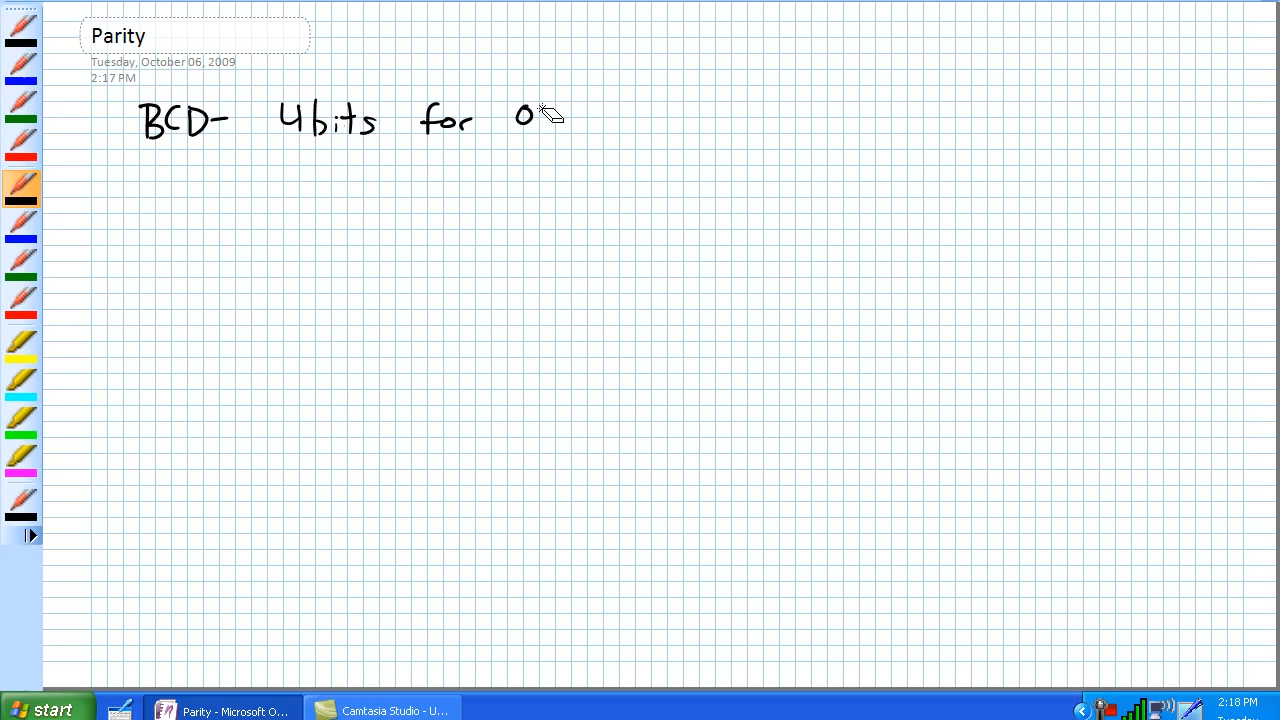 Parity
Tuesday, October 06, 2009
2:17 PM
BCD- 4bits for 0
start
Parity - Microsoft O...
Camtasia Studio - U...
2:18 PM
Tuesday